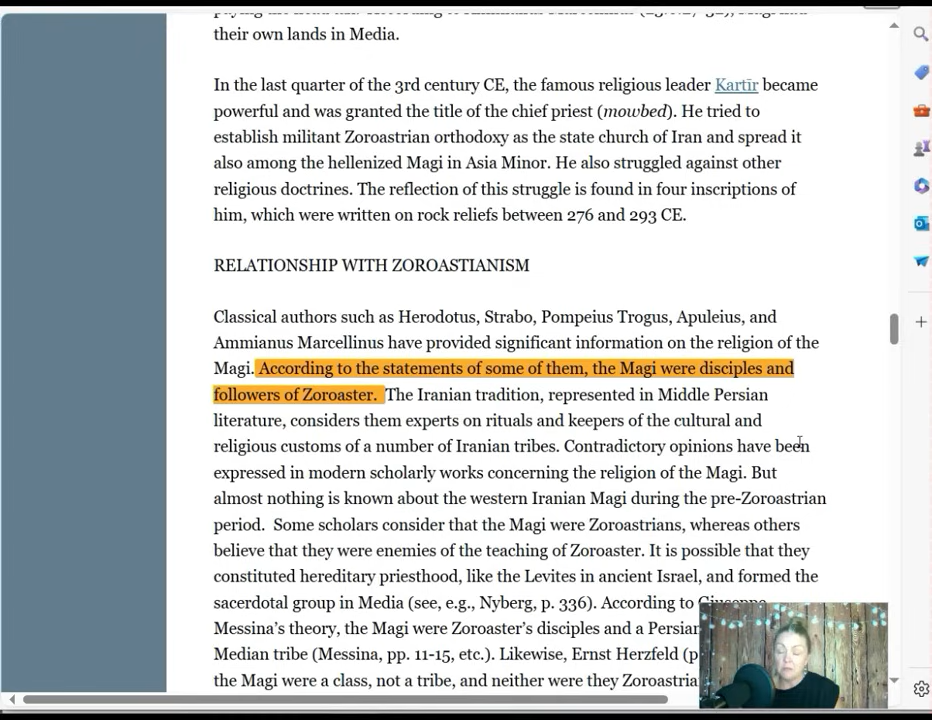 their own lands in Media.
In the last quarter of the 3rd century CE, the famous religious leader Kartīr became
powerful and was granted the title of the chief priest (mowbed). He tried to
establish militant Zoroastrian orthodoxy as the state church of Iran and spread it
also among the hellenized Magi in Asia Minor. He also struggled against other
religious doctrines. The reflection of this struggle is found in four inscriptions of
him, which were written on rock reliefs between 276 and 293 CE.
RELATIONSHIP WITH ZOROASTIANISM
Classical authors such as Herodotus, Strabo, Pompeius Trogus, Apuleius, and
Ammianus Marcellinus have provided significant information on the religion of the
Magi. According to the statements of some of them, the Magi were disciples and
followers of Zoroaster. The Iranian tradition, represented in Middle Persian
literature, considers them experts on rituals and keepers of the cultural and
religious customs of a number of Iranian tribes. Contradictory opinions have been
expressed in modern scholarly works concerning the religion of the Magi. But
almost nothing is known about the western Iranian Magi during the pre-Zoroastrian
period. Some scholars consider that the Magi were Zoroastrians, whereas others
believe that they were enemies of the teaching of Zoroaster. It is possible that they
constituted hereditary priesthood, like the Levites in ancient Israel, and formed the
sacerdotal group in Media (see, e.g., Nyberg, p. 336). According to
Messina's theory, the Magi were Zoroaster's disciples and a Persian
Median tribe (Messina, pp. 11-15, etc.). Likewise, Ernst Herzfeld (p
the Magi were a class, not a tribe, and neither were they Zoroastria